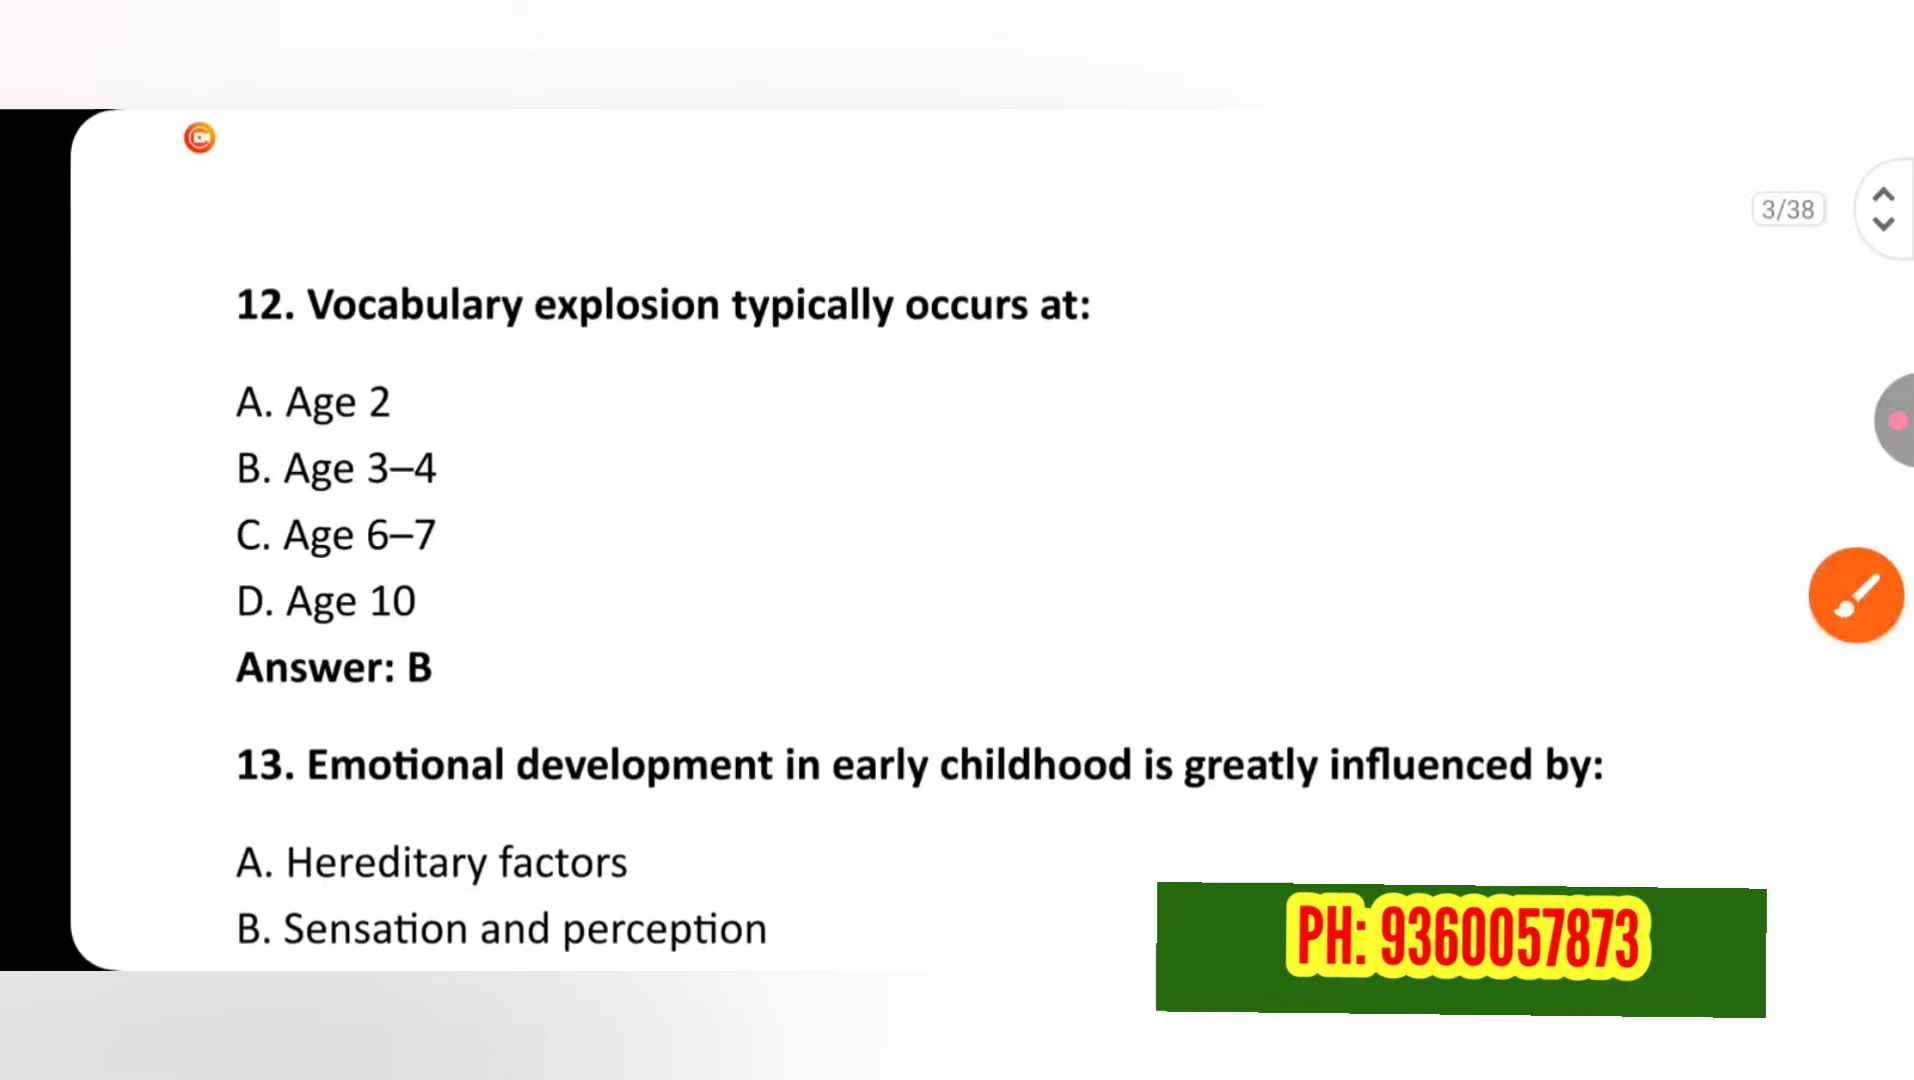 3/38
12. Vocabulary explosion typically occurs at:
A. Age 2
B. Age 3–4
C. Age 6–7
D. Age 10
Answer: B
13. Emotional development in early childhood is greatly influenced by:
A. Hereditary factors
B. Sensation and perception
PH: 9360057873